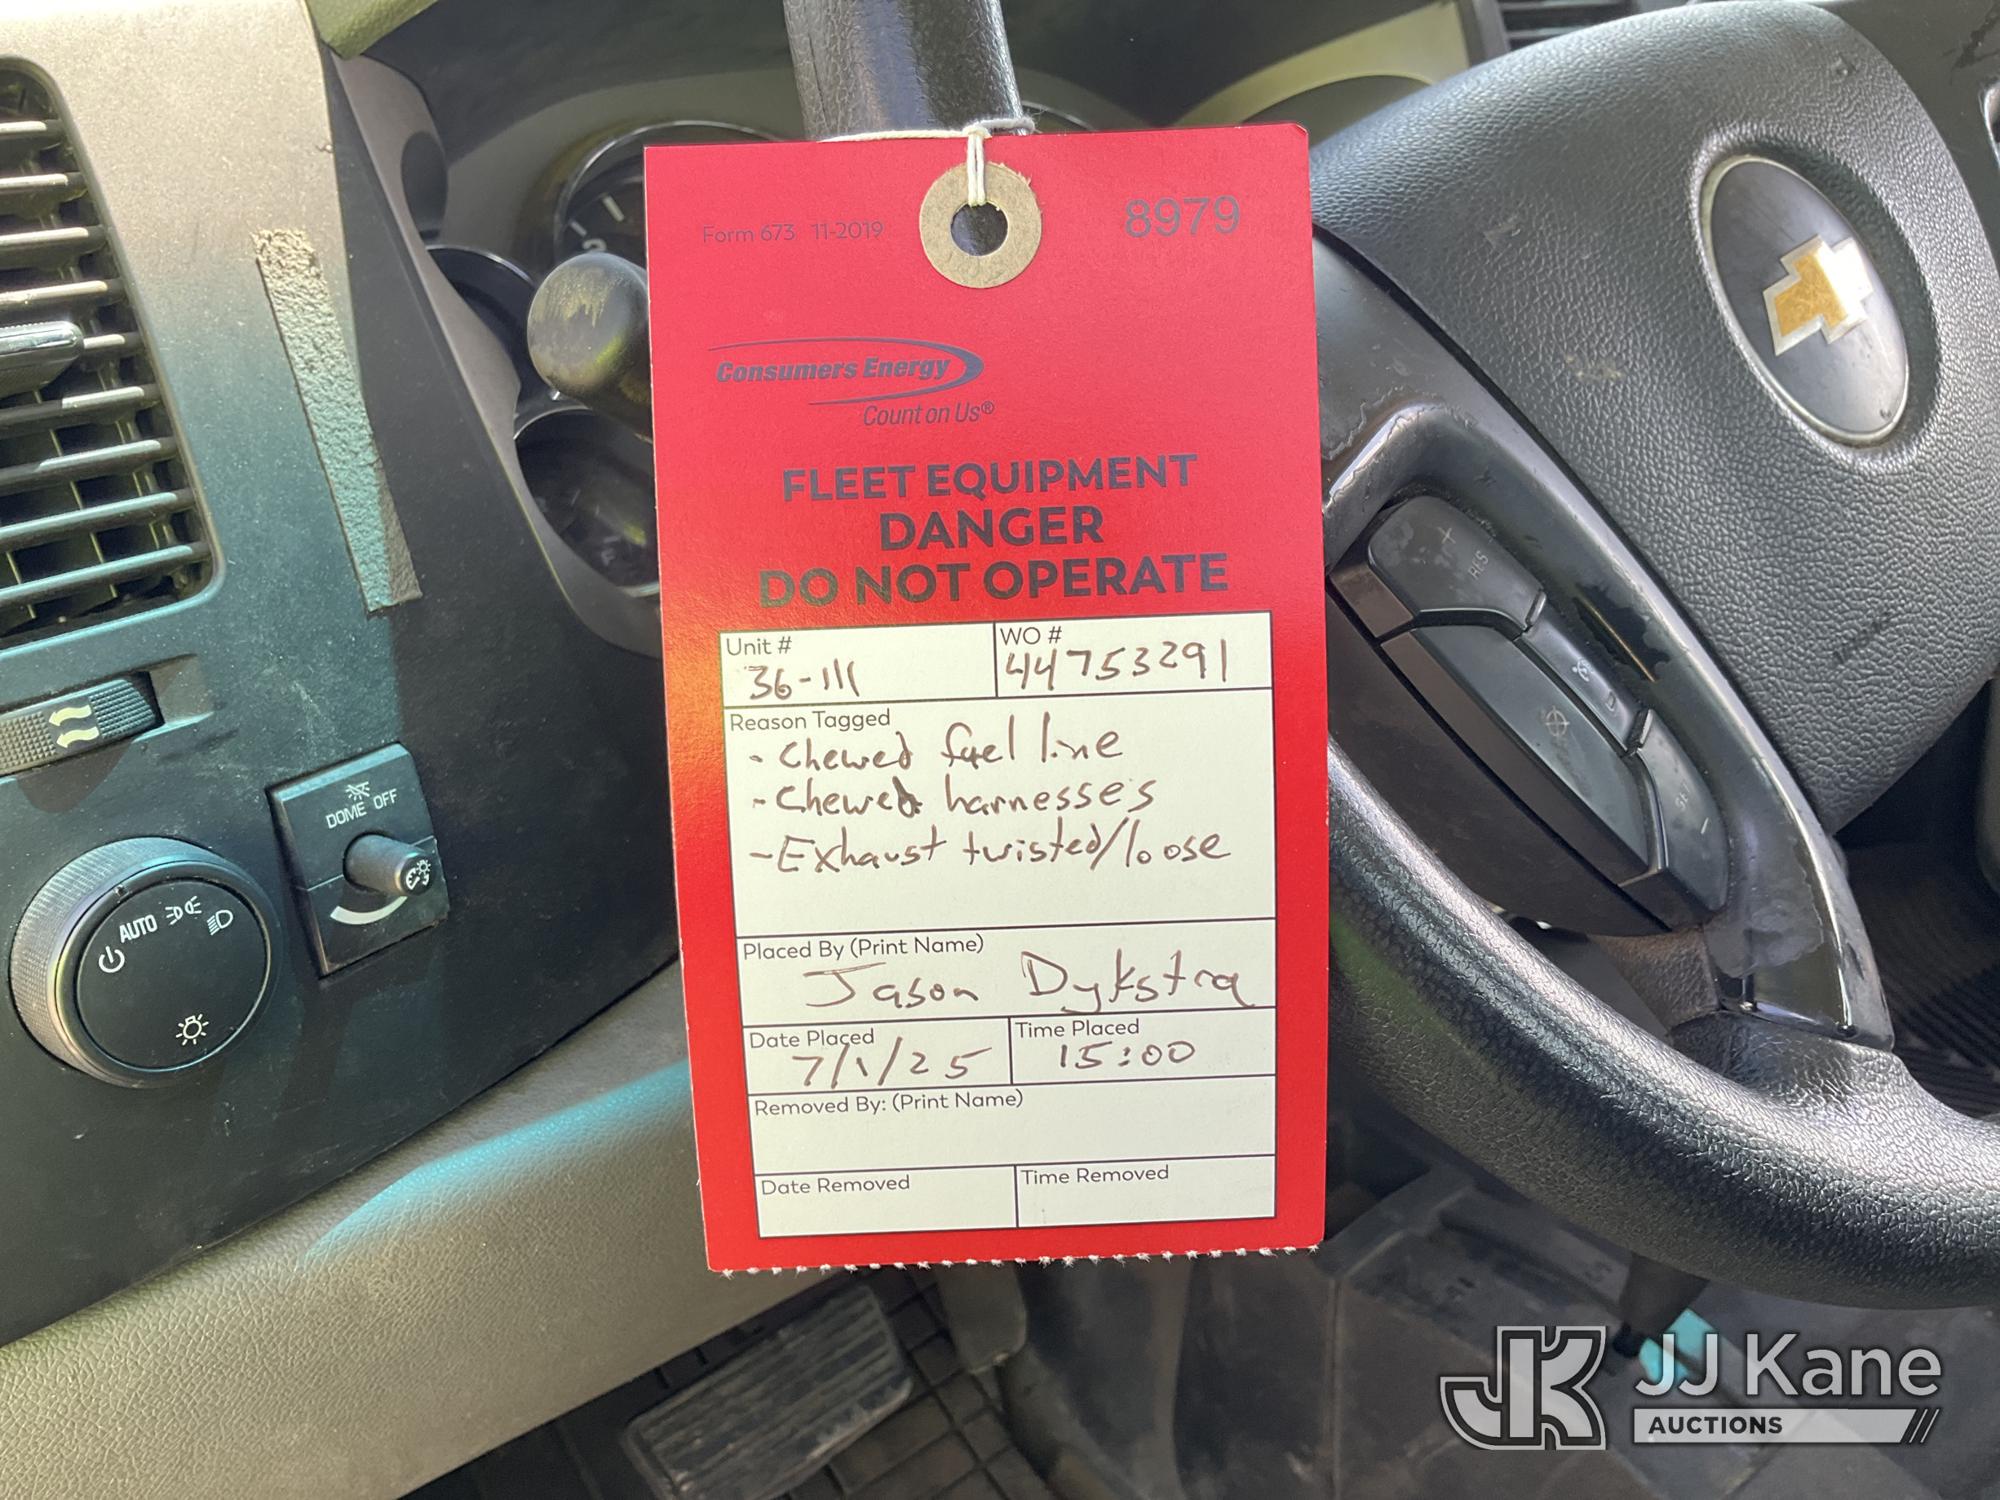 Form 673 11-2019
8979
Consumers Energy
Count on Us®
FLEET EQUIPMENT
DANGER
DO NOT OPERATE
Unit #
36-111
WO #
44753291
Reason Tagged
- Chewed fuel line
- Chewed harnesses
- Exhaust twisted/loose
Placed By (Print Name)
Jason Dykstra
Date Placed
7/1/25
Time Placed
15:00
Removed By: (Print Name)
Date Removed
Time Removed
DOME OFF
AUTO
+
RES
SET
-
JJ Kane
AUCTIONS